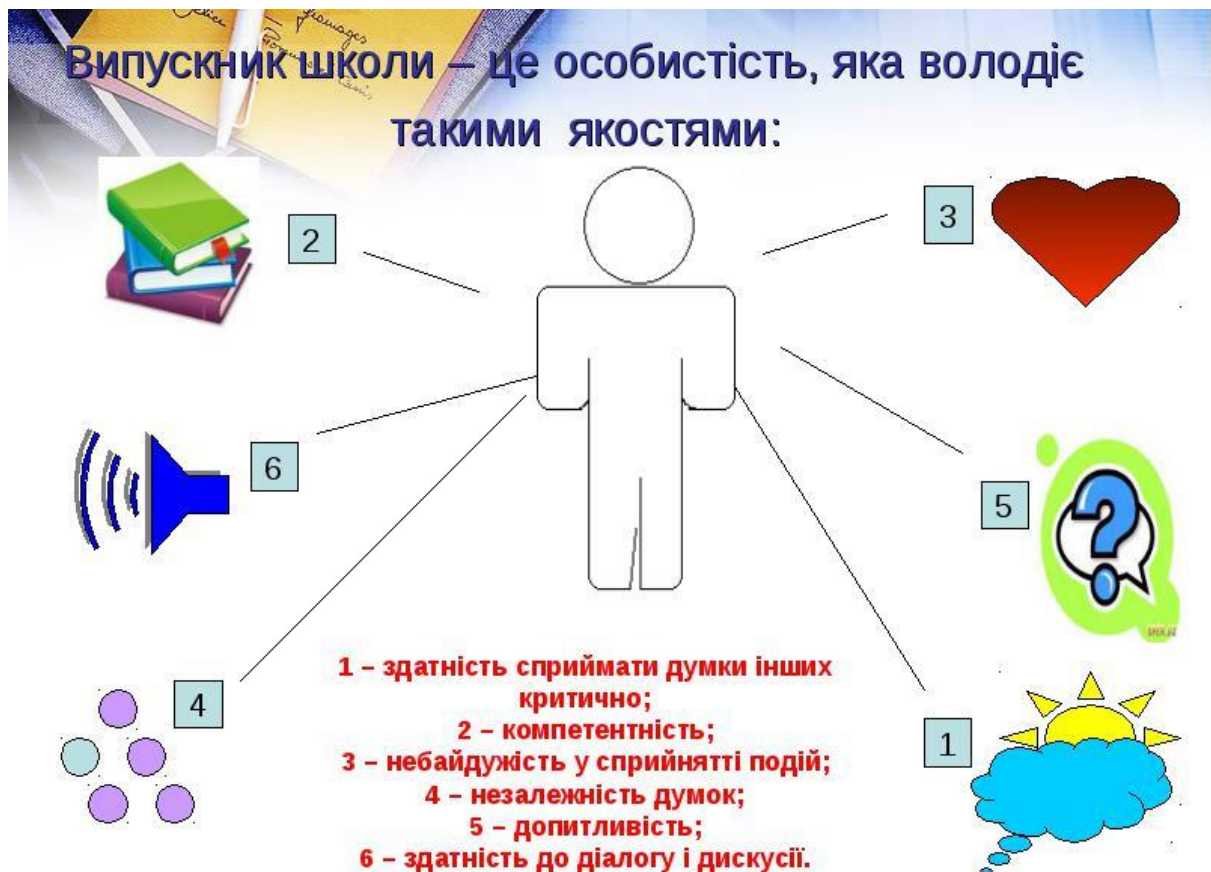 Випускник школи – це особистість, яка володіє
такими якостями:
2
3
6
5
4
1
1 – здатність сприймати думки інших
критично;
2 – компетентність;
3 – небайдужість у сприйнятті подій;
4 – незалежність думок;
5 – допитливість;
6 – здатність до діалогу і дискусії.